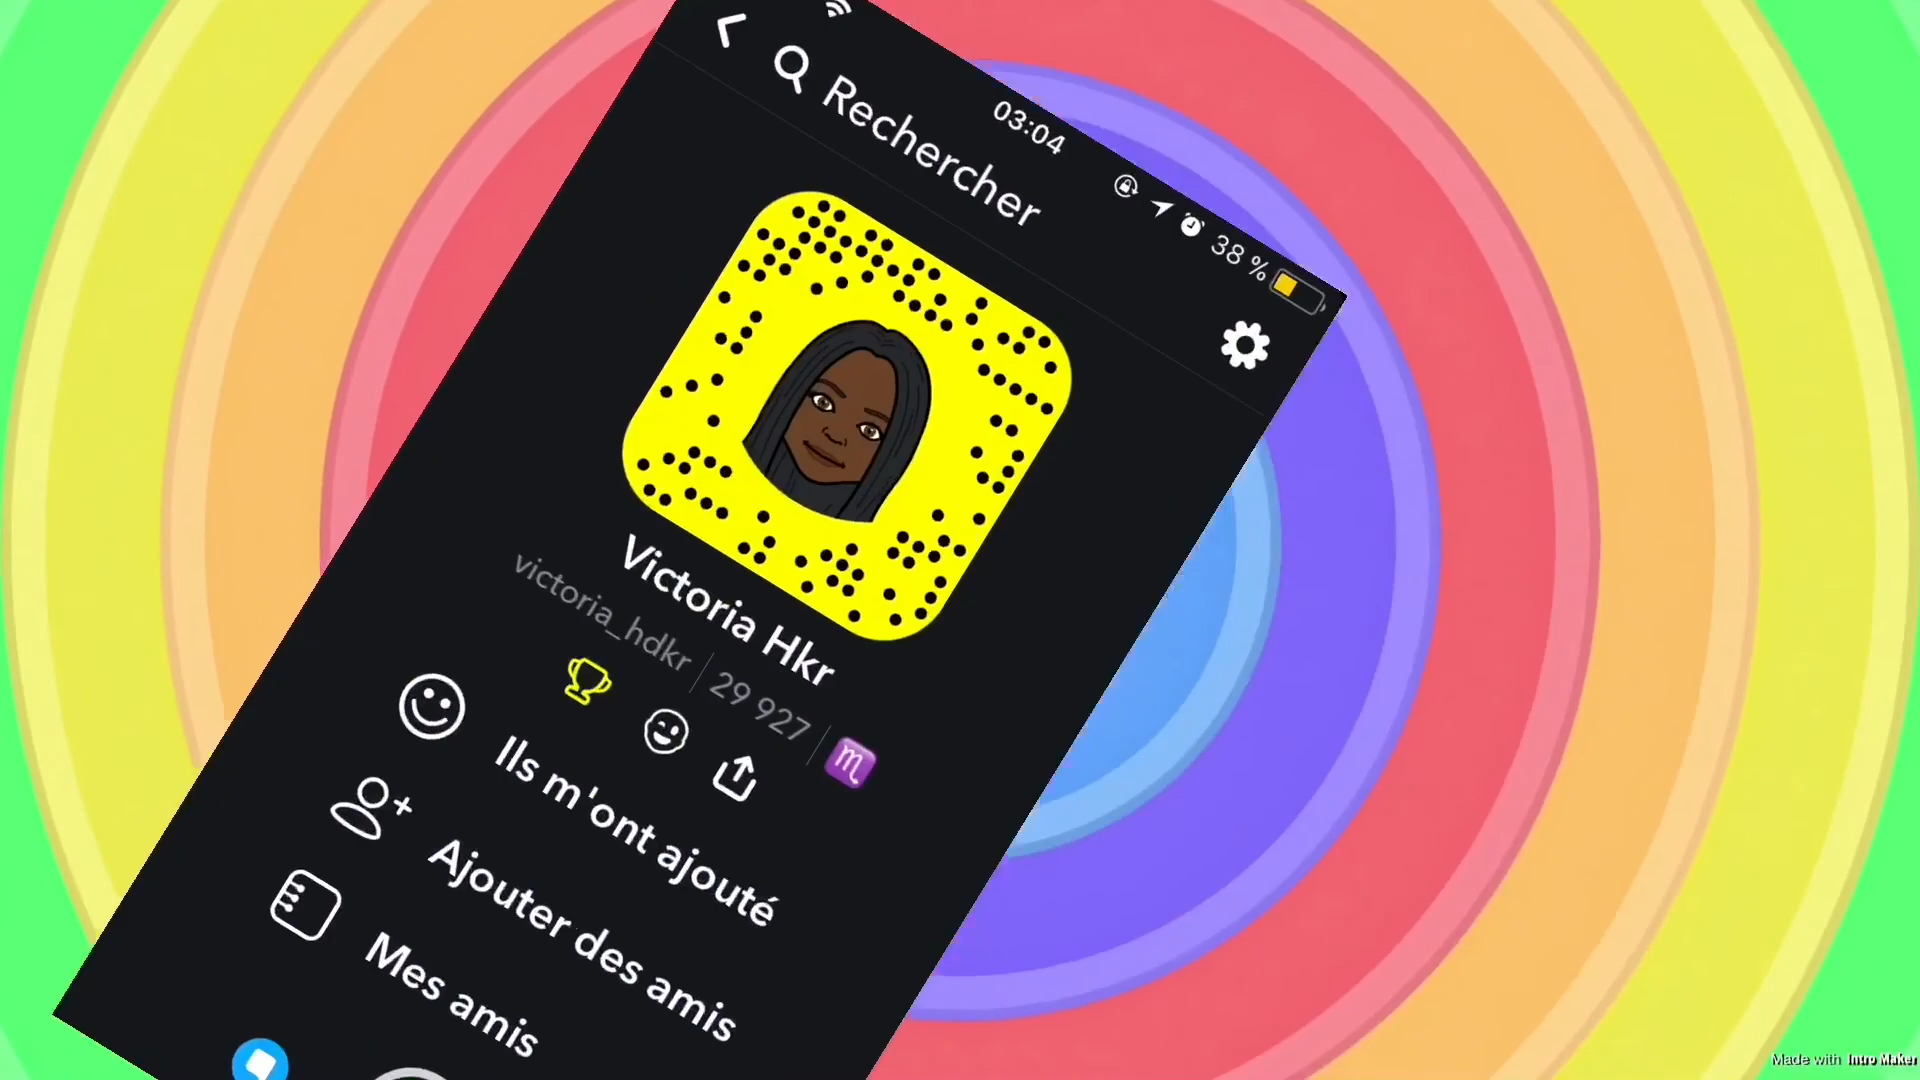 03:04
38 %
Rechercher
Victoria Hkr
victoria_hdkr | 29 927 |
Ils m'ont ajouté
Ajouter des amis
Mes amis
Made with Intro Maker